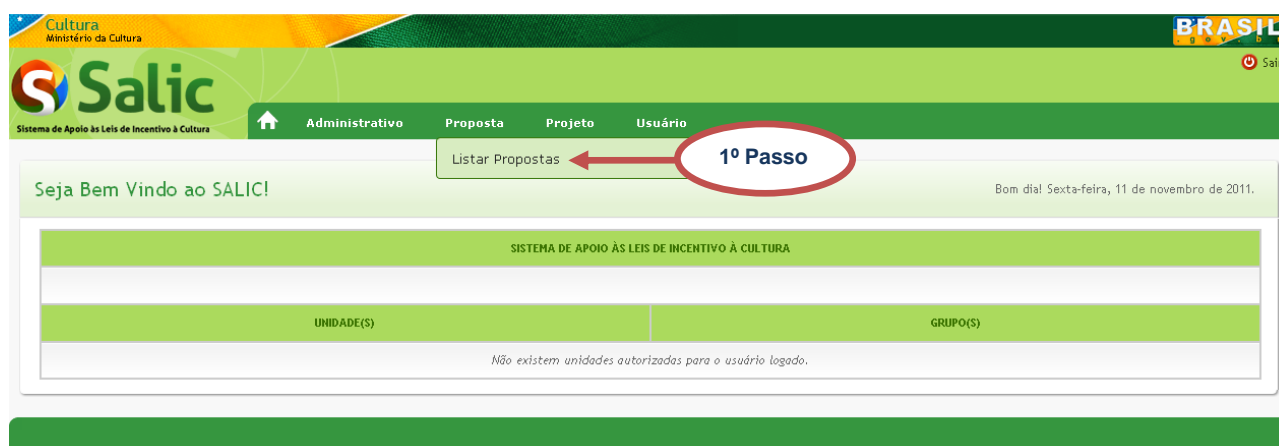 Cultura
Ministério da Cultura
BRASIL
.gov.b
Salic
Sistema de Apoio às Leis de Incentivo à Cultura
Sai
Administrativo Proposta Projeto Usuário
Listar Propostas
1º Passo
Seja Bem Vindo ao SALIC!
Bom dia! Sexta-feira, 11 de novembro de 2011.
SISTEMA DE APOIO ÀS LEIS DE INCENTIVO À CULTURA
UNIDADE(S) GRUPO(S)
Não existem unidades autorizadas para o usuário logado.